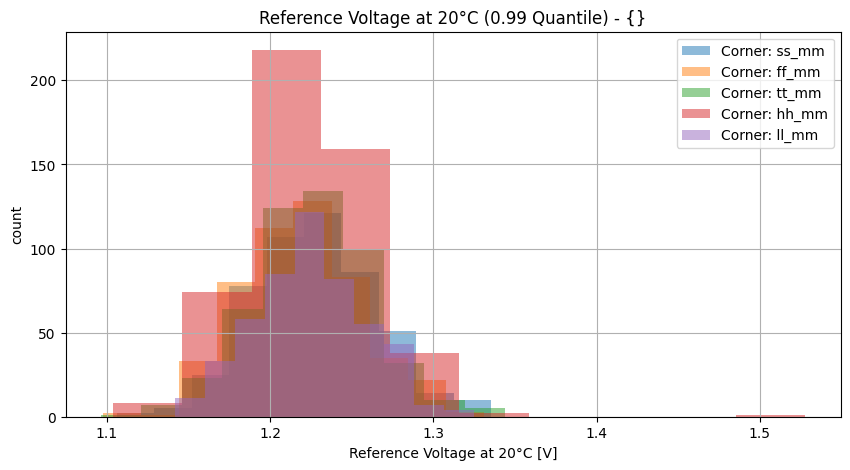 Reference Voltage at 20°C (0.99 Quantile) - {}
Corner: ss_mm
Corner: ff_mm
Corner: tt_mm
Corner: hh_mm
Corner: ll_mm
200
150
100
50
0
count
1.1 1.2 1.3 1.4 1.5
Reference Voltage at 20°C [V]